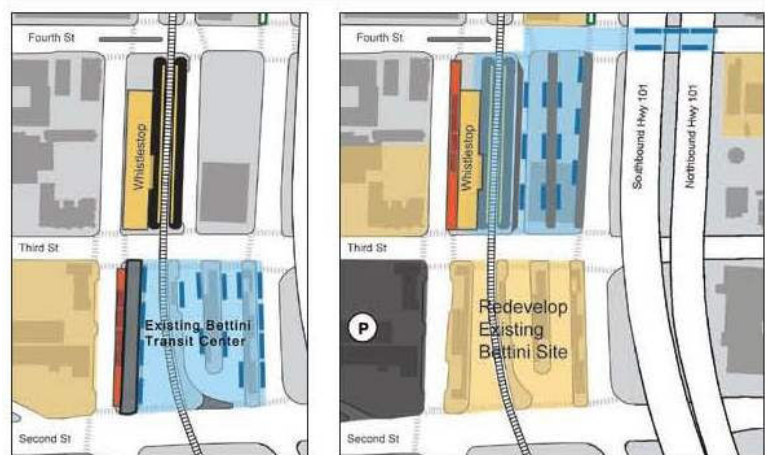 Fourth St
Whistlestop
Third St
Existing Bettini
Transit Center
Second St
Fourth St
Whistlestop
Southbound Hwy 101
Northbound Hwy 101
Third St
P
Redevelop
Existing
Bettini Site
Second St